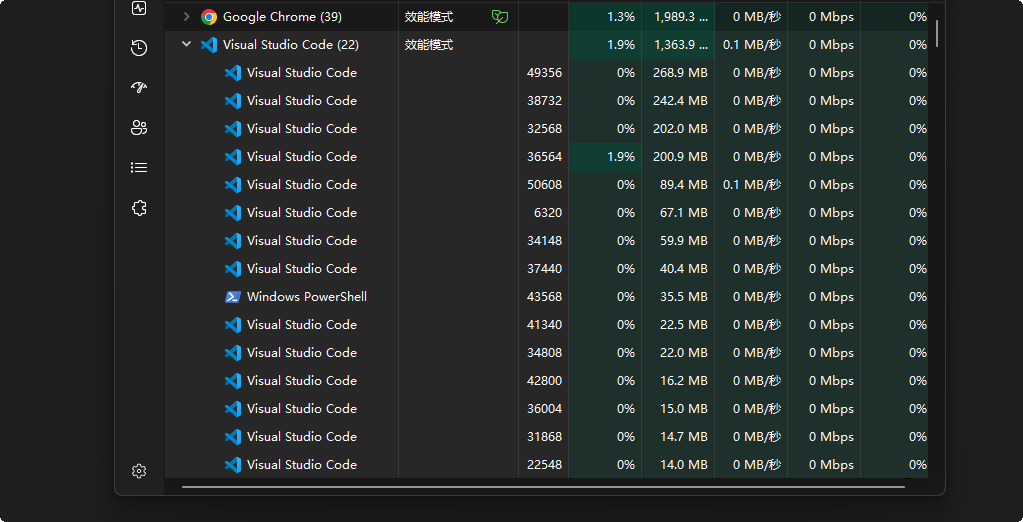 Google Chrome (39) 效能模式 1.3% 1,989.3 ... 0 MB/秒 0 Mbps 0%
Visual Studio Code (22) 效能模式 1.9% 1,363.9 ... 0.1 MB/秒 0 Mbps 0%
Visual Studio Code 49356 0% 268.9 MB 0 MB/秒 0 Mbps 0%
Visual Studio Code 38732 0% 242.4 MB 0 MB/秒 0 Mbps 0%
Visual Studio Code 32568 0% 202.0 MB 0 MB/秒 0 Mbps 0%
Visual Studio Code 36564 1.9% 200.9 MB 0 MB/秒 0 Mbps 0%
Visual Studio Code 50608 0% 89.4 MB 0.1 MB/秒 0 Mbps 0%
Visual Studio Code 6320 0% 67.1 MB 0 MB/秒 0 Mbps 0%
Visual Studio Code 34148 0% 59.9 MB 0 MB/秒 0 Mbps 0%
Visual Studio Code 37440 0% 40.4 MB 0 MB/秒 0 Mbps 0%
Windows PowerShell 43568 0% 35.5 MB 0 MB/秒 0 Mbps 0%
Visual Studio Code 41340 0% 22.5 MB 0 MB/秒 0 Mbps 0%
Visual Studio Code 34808 0% 22.0 MB 0 MB/秒 0 Mbps 0%
Visual Studio Code 42800 0% 16.2 MB 0 MB/秒 0 Mbps 0%
Visual Studio Code 36004 0% 15.0 MB 0 MB/秒 0 Mbps 0%
Visual Studio Code 31868 0% 14.7 MB 0 MB/秒 0 Mbps 0%
Visual Studio Code 22548 0% 14.0 MB 0 MB/秒 0 Mbps 0%